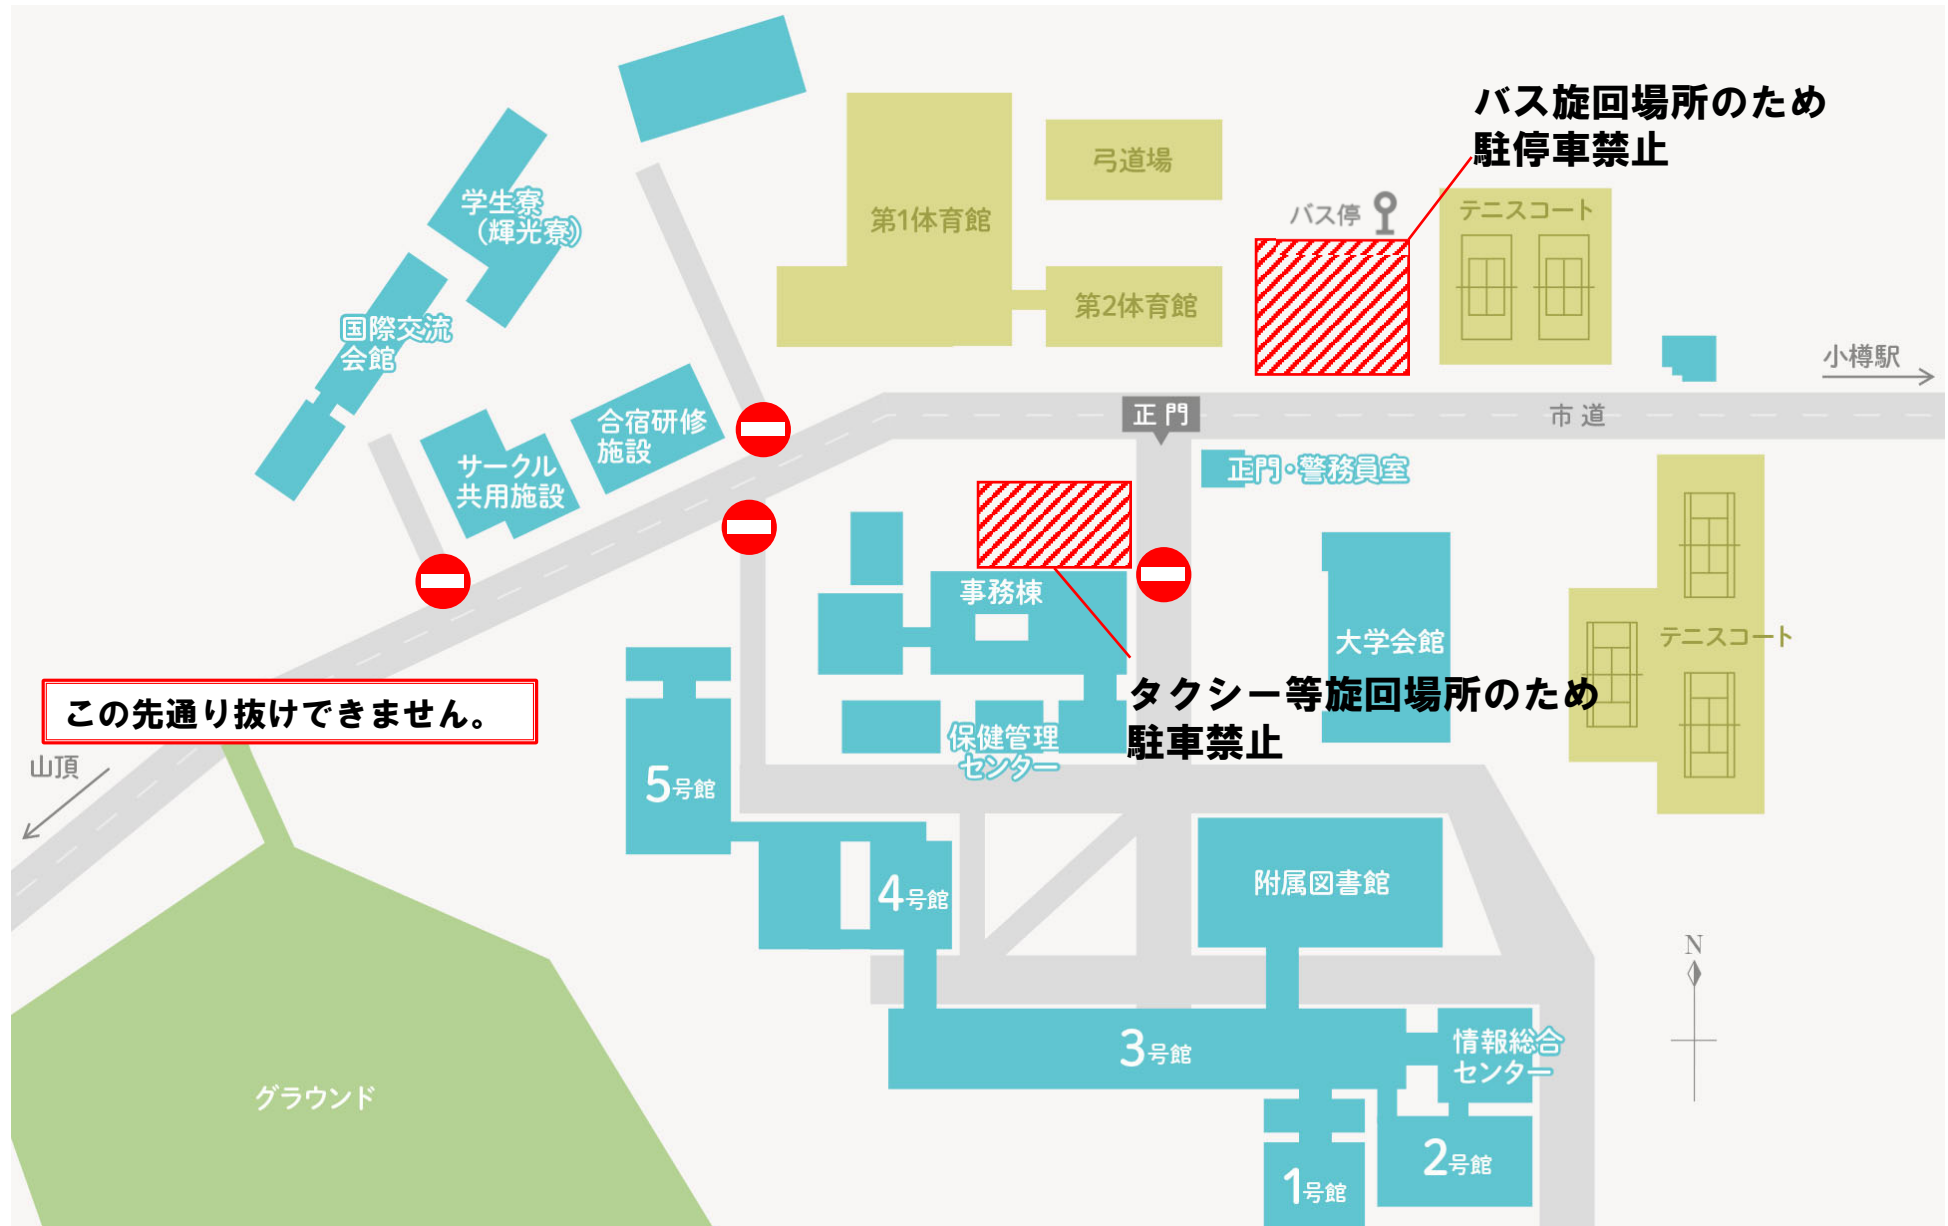 バス旋回場所のため
駐停車禁止
弓道場
学生寮
(輝光寮)
第1体育館
バス停
テニスコート
国際交流
会館
第2体育館
小樽駅
合宿研修
施設
正門
市道
サークル
共用施設
正門・警務員室
事務棟
大学会館
テニスコート
タクシー等旋回場所のため
駐車禁止
この先通り抜けできません。
保健管理
センター
山頂
5号館
4号館
附属図書館
N
3号館
情報総合
センター
グラウンド
2号館
1号館